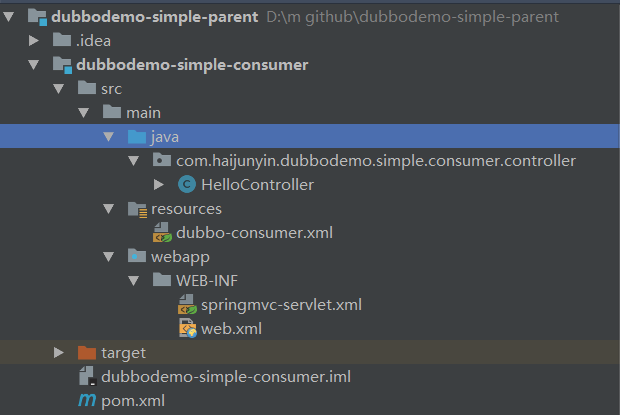 dubbodemo-simple-parent D:\m github\dubbodemo-simple-parent
.idea
dubbodemo-simple-consumer
src
main
java
com.haijunyin.dubbodemo.simple.consumer.controller
HelloController
resources
dubbo-consumer.xml
webapp
WEB-INF
springmvc-servlet.xml
web.xml
target
dubbodemo-simple-consumer.iml
pom.xml